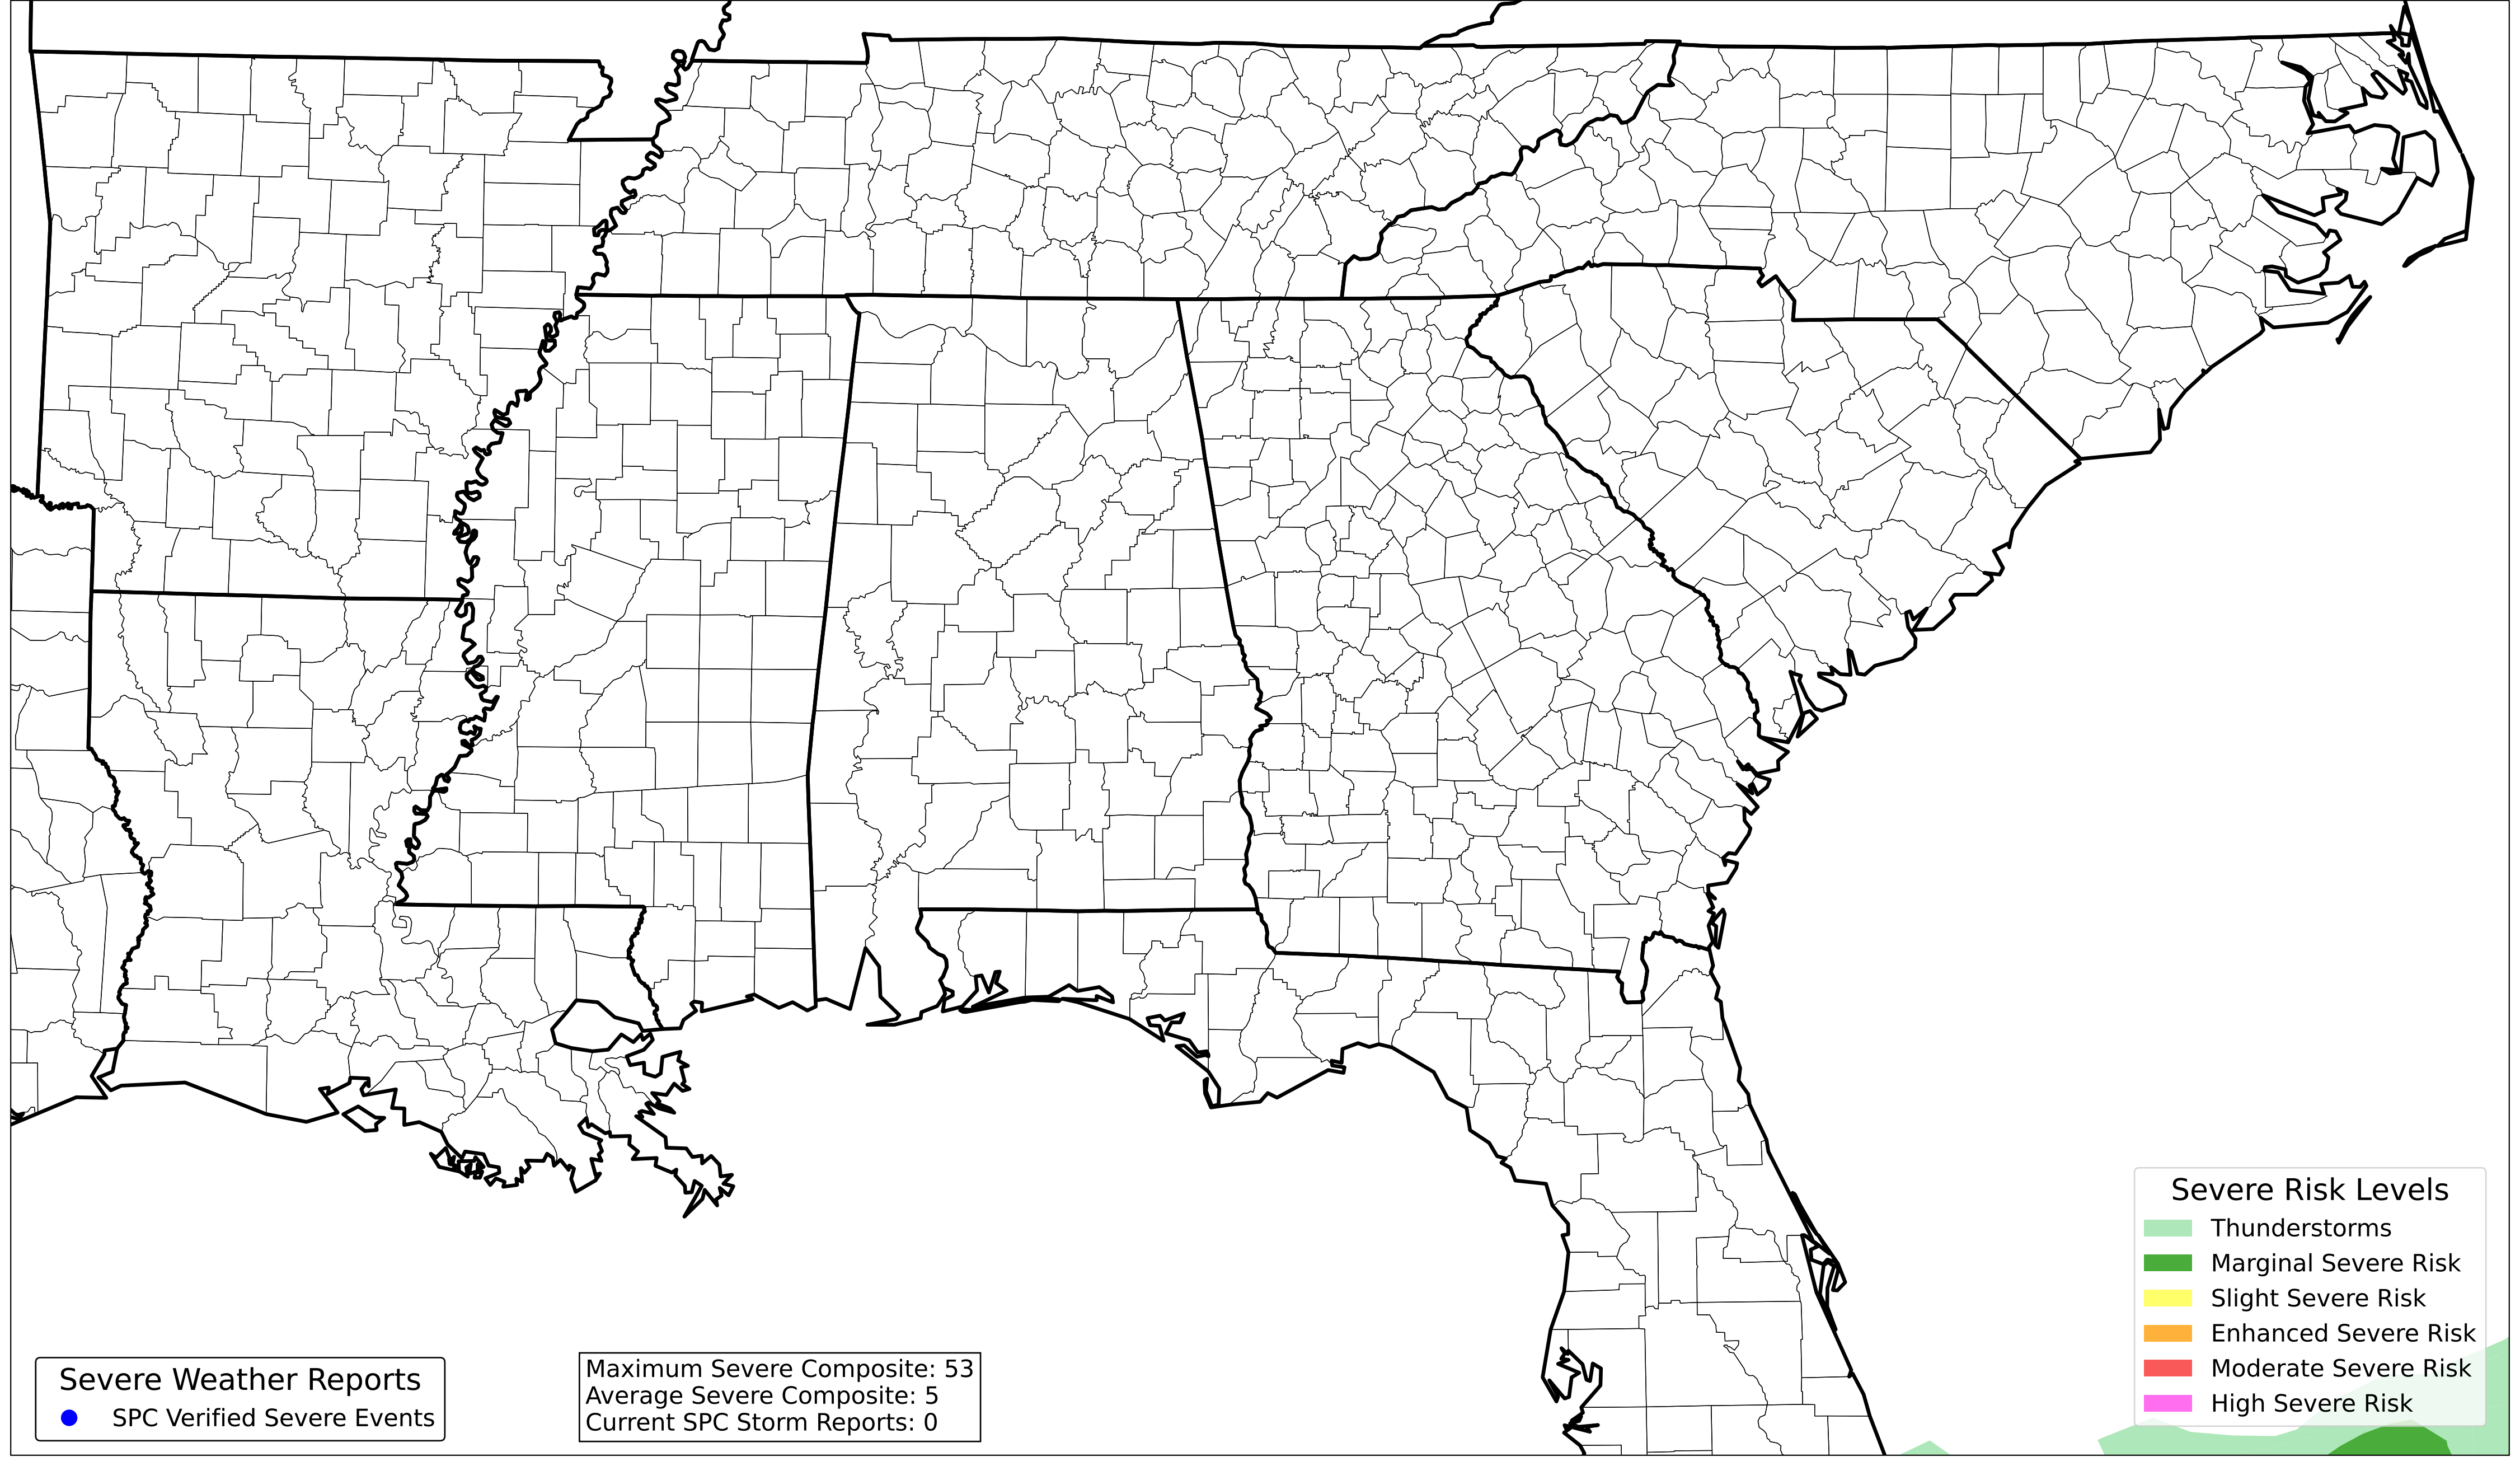 Severe Risk Levels
Thunderstorms
Marginal Severe Risk
Slight Severe Risk
Enhanced Severe Risk
Moderate Severe Risk
High Severe Risk
Severe Weather Reports
SPC Verified Severe Events
Maximum Severe Composite: 53
Average Severe Composite: 5
Current SPC Storm Reports: 0